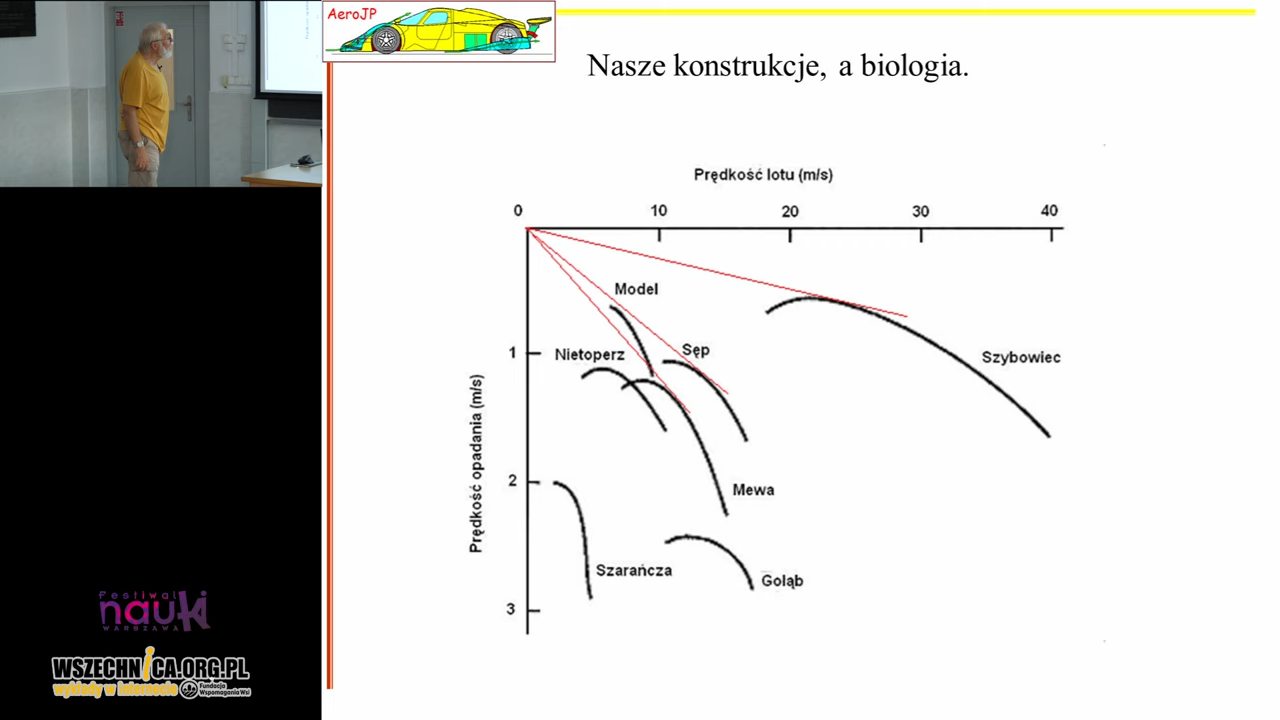 AeroJP
Nasze konstrukcje, a biologia.
Prędkość lotu (m/s)
0 10 20 30 40
Model
Nietoperz
Sęp
Szybowiec
1
Prędkość opadania (m/s)
2
Mewa
Szarańcza
Goląb
3
Festiwal
nauki
WARSZAWA
WSZECHNICA.ORG.PL
wykłady w internecie
Fundacja
Wspomagania Wsi